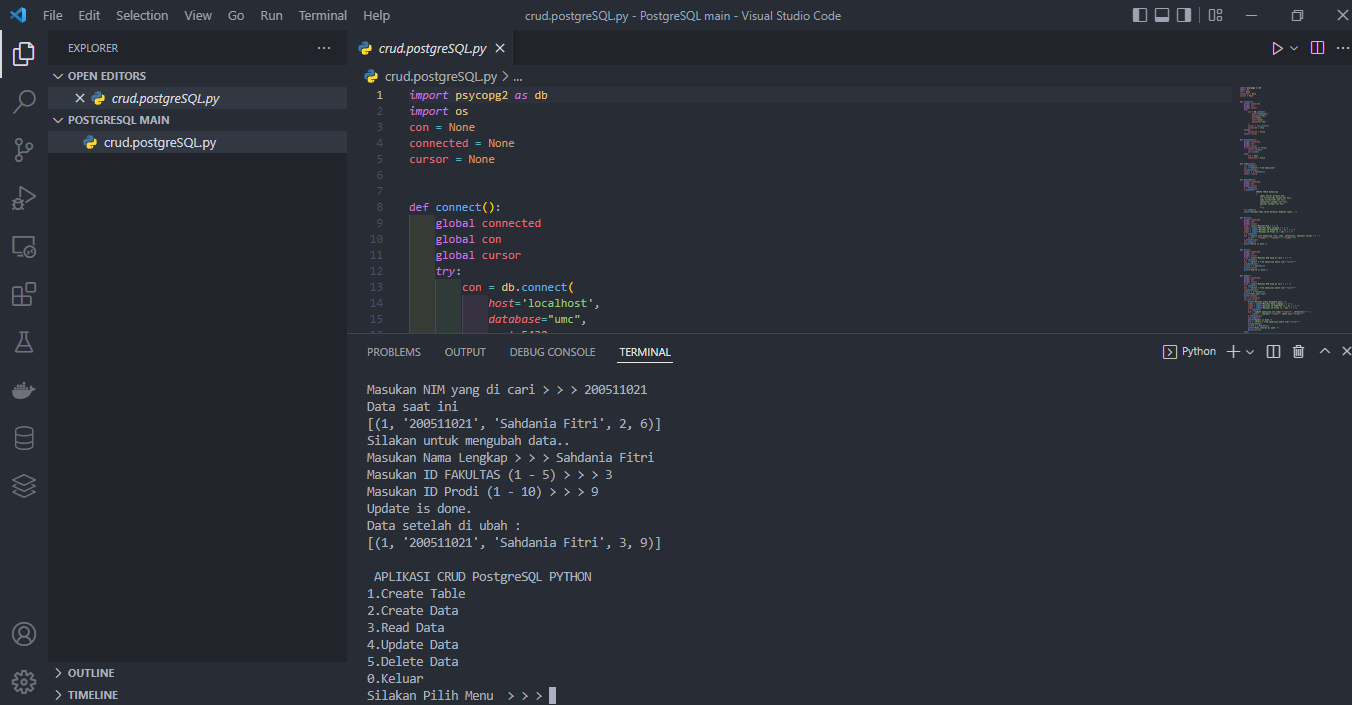 File Edit Selection View Go Run Terminal Help
crud.postgreSQL.py - PostgreSQL main - Visual Studio Code
EXPLORER
OPEN EDITORS
crud.postgreSQL.py
POSTGRESQL MAIN
crud.postgreSQL.py
OUTLINE
TIMELINE
crud.postgreSQL.py
crud.postgreSQL.py > ...
1 import psycopg2 as db
2 import os
3 con = None
4 connected = None
5 cursor = None
6
7
8 def connect():
9 global connected
10 global con
11 global cursor
12 try:
13 con = db.connect(
14 host='localhost',
15 database="umc",
PROBLEMS OUTPUT DEBUG CONSOLE TERMINAL
Python
Masukan NIM yang di cari > > > 200511021
Data saat ini
[(1, '200511021', 'Sahdania Fitri', 2, 6)]
Silakan untuk mengubah data..
Masukan Nama Lengkap > > > Sahdania Fitri
Masukan ID FAKULTAS (1 - 5) > > > 3
Masukan ID Prodi (1 - 10) > > > 9
Update is done.
Data setelah di ubah :
[(1, '200511021', 'Sahdania Fitri', 3, 9)]
APLIKASI CRUD PostgreSQL PYTHON
1.Create Table
2.Create Data
3.Read Data
4.Update Data
5.Delete Data
0.Keluar
Silakan Pilih Menu > > >